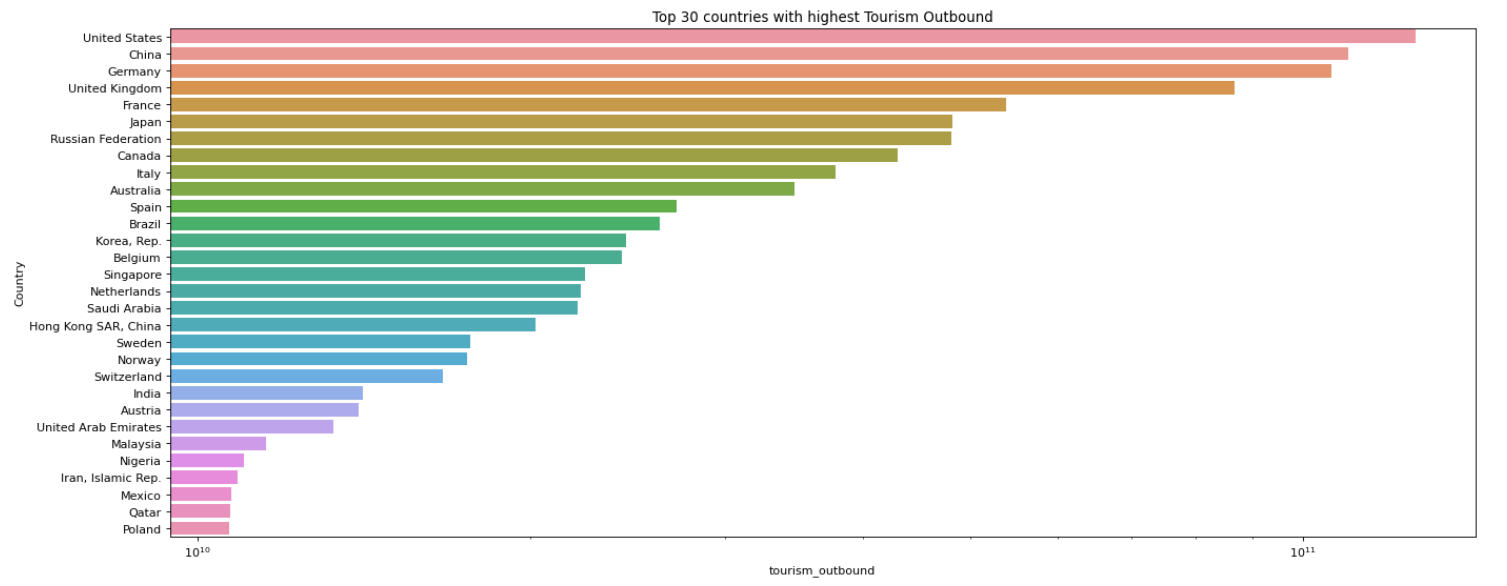 Top 30 countries with highest Tourism Outbound
United States
China
Germany
United Kingdom
France
Japan
Russian Federation
Canada
Italy
Australia
Spain
Brazil
Korea, Rep.
Belgium
Singapore
Netherlands
Saudi Arabia
Hong Kong SAR, China
Sweden
Norway
Switzerland
India
Austria
United Arab Emirates
Malaysia
Nigeria
Iran, Islamic Rep.
Mexico
Qatar
Poland
Country
10¹⁰ 10¹¹
tourism_outbound